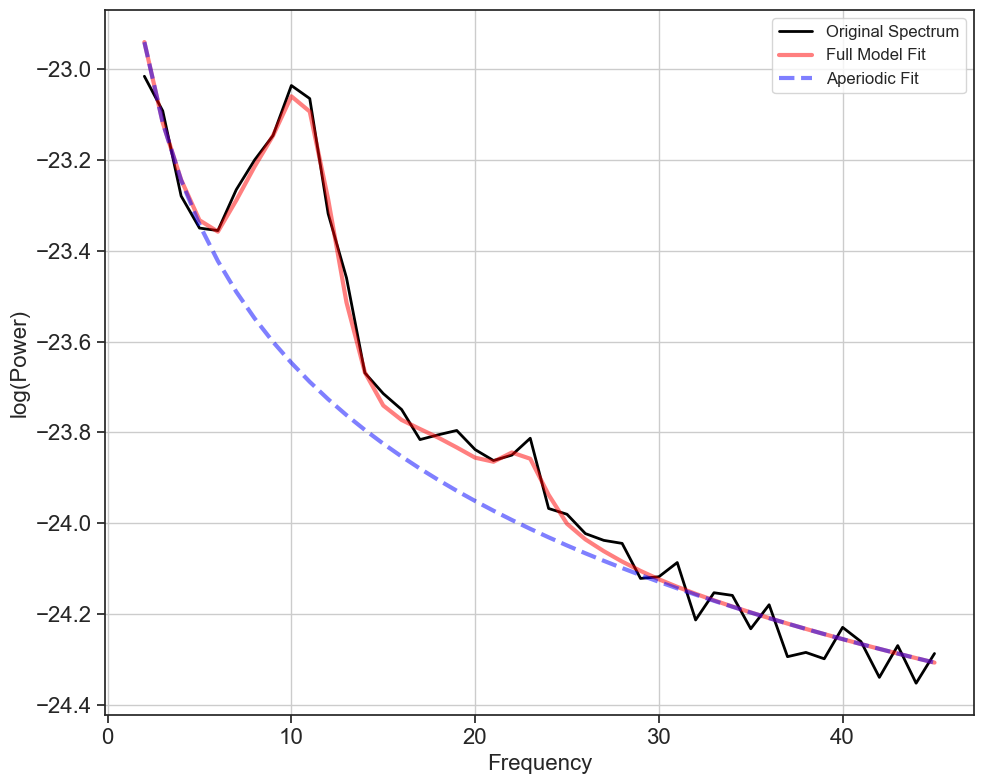 Original Spectrum
Full Model Fit
Aperiodic Fit
−23.0
−23.2
−23.4
−23.6
−23.8
−24.0
−24.2
−24.4
log(Power)
0 10 20 30 40
Frequency